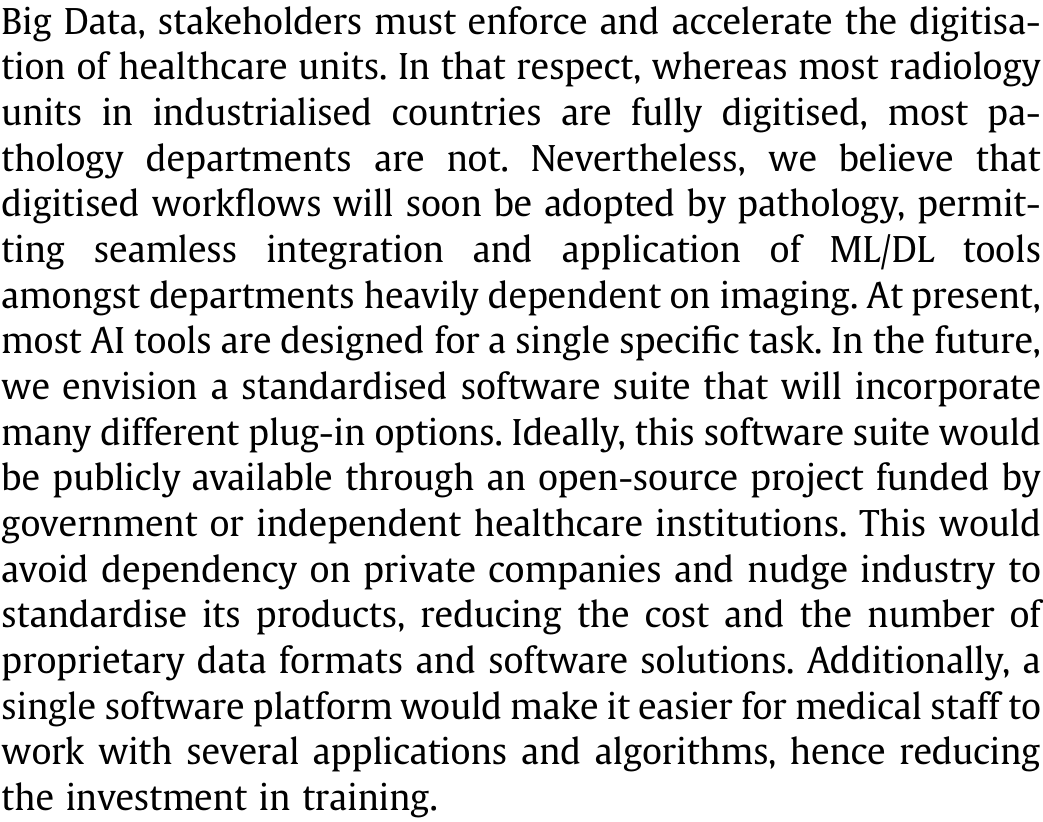 Big Data, stakeholders must enforce and accelerate the digitisa-
tion of healthcare units. In that respect, whereas most radiology
units in industrialised countries are fully digitised, most pa-
thology departments are not. Nevertheless, we believe that
digitised workflows will soon be adopted by pathology, permit-
ting seamless integration and application of ML/DL tools
amongst departments heavily dependent on imaging. At present,
most AI tools are designed for a single specific task. In the future,
we envision a standardised software suite that will incorporate
many different plug-in options. Ideally, this software suite would
be publicly available through an open-source project funded by
government or independent healthcare institutions. This would
avoid dependency on private companies and nudge industry to
standardise its products, reducing the cost and the number of
proprietary data formats and software solutions. Additionally, a
single software platform would make it easier for medical staff to
work with several applications and algorithms, hence reducing
the investment in training.